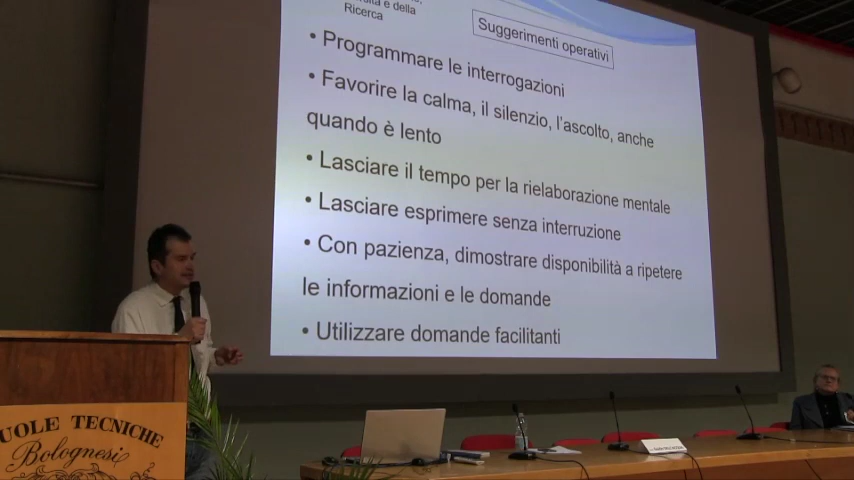 e della
Ricerca
Suggerimenti operativi
• Programmare le interrogazioni
• Favorire la calma, il silenzio, l'ascolto, anche
quando è lento
• Lasciare il tempo per la rielaborazione mentale
• Lasciare esprimere senza interruzione
• Con pazienza, dimostrare disponibilità a ripetere
le informazioni e le domande
• Utilizzare domande facilitanti
UOLE TECNICHE
Bolognesi